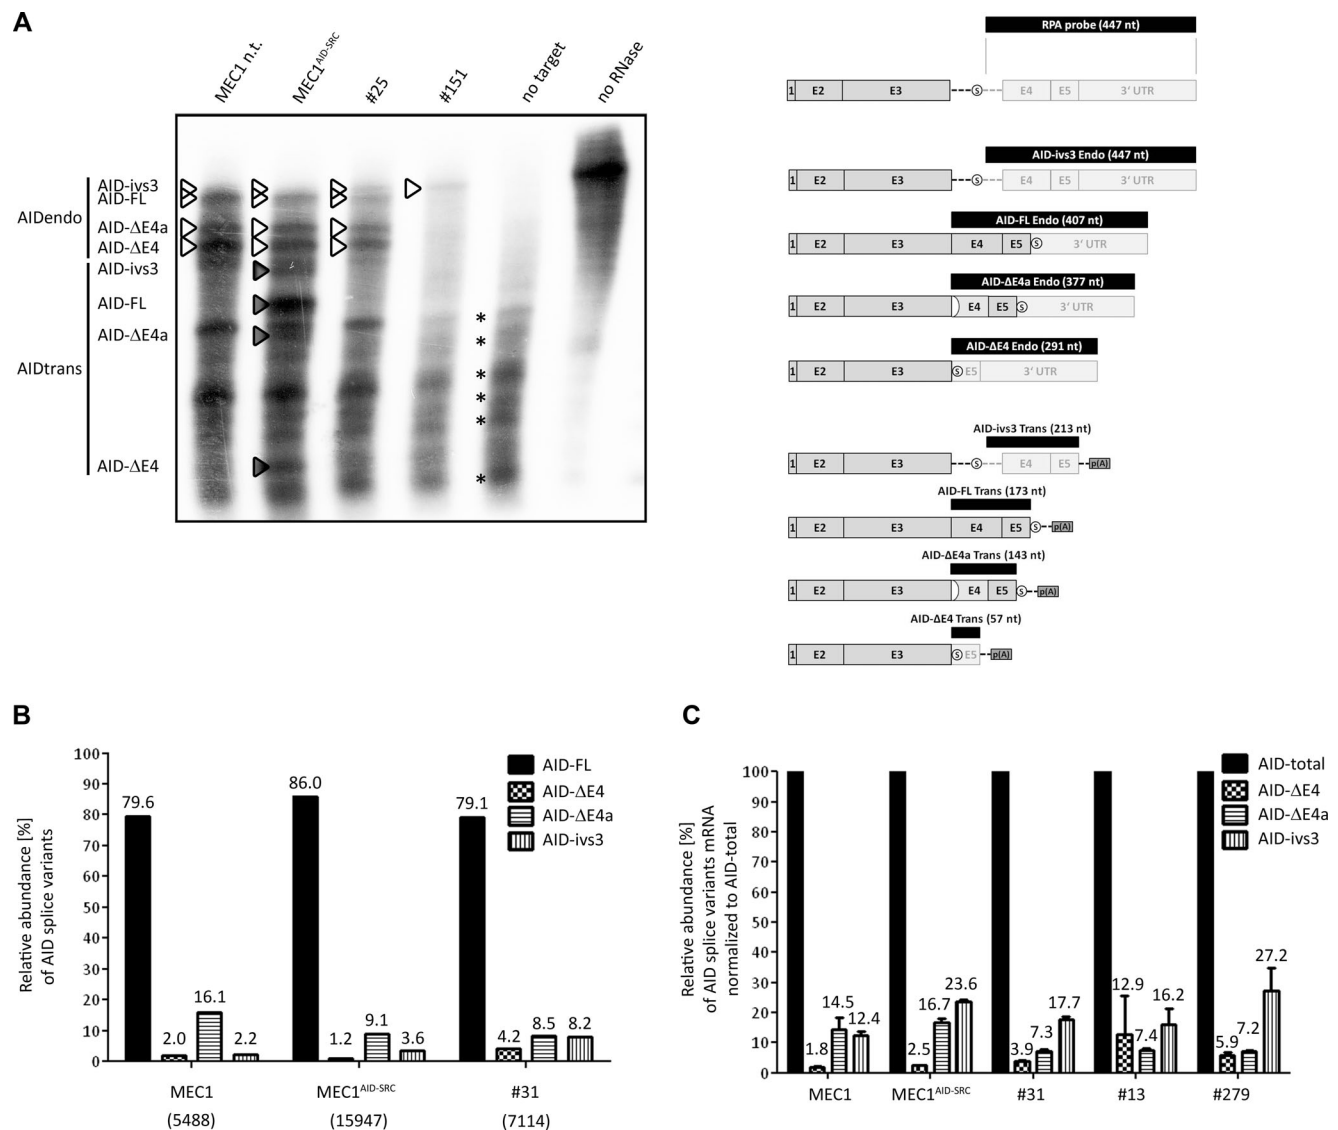 A
MEC1 n.t.
MEC1AID-SRC
#25
#151
no target
no RNase
AIDendo
AID-ivs3
AID-FL
AID-ΔE4a
AID-ΔE4
AIDtrans
AID-ivs3
AID-FL
AID-ΔE4a
AID-ΔE4
*
*
*
*
*
*
RPA probe (447 nt)
1 E2 E3 S E4 E5 3' UTR
AID-ivs3 Endo (447 nt)
1 E2 E3 S E4 E5 3' UTR
AID-FL Endo (407 nt)
1 E2 E3 E4 E5 S 3' UTR
AID-ΔE4a Endo (377 nt)
1 E2 E3 E4 E5 S 3' UTR
AID-ΔE4 Endo (291 nt)
1 E2 E3 S E5 3' UTR
AID-ivs3 Trans (213 nt)
1 E2 E3 S E4 E5 p(A)
AID-FL Trans (173 nt)
1 E2 E3 E4 E5 S p(A)
AID-ΔE4a Trans (143 nt)
1 E2 E3 E4 E5 S p(A)
AID-ΔE4 Trans (57 nt)
1 E2 E3 S E5 p(A)
B
Relative abundance [%]
of AID splice variants
100
90
80
70
60
50
40
30
20
10
0
79.6
2.0
16.1
2.2
86.0
1.2
9.1
3.6
79.1
4.2
8.5
8.2
AID-FL
AID-ΔE4
AID-ΔE4a
AID-ivs3
MEC1
(5488)
MEC1AID-SRC
(15947)
#31
(7114)
C
Relative abundance [%]
of AID splice variants mRNA
normalized to AID-total
100
90
80
70
60
50
40
30
20
10
0
1.8
14.5
12.4
2.5
16.7
23.6
3.9
7.3
17.7
12.9
7.4
16.2
5.9
7.2
27.2
AID-total
AID-ΔE4
AID-ΔE4a
AID-ivs3
MEC1
MEC1AID-SRC
#31
#13
#279